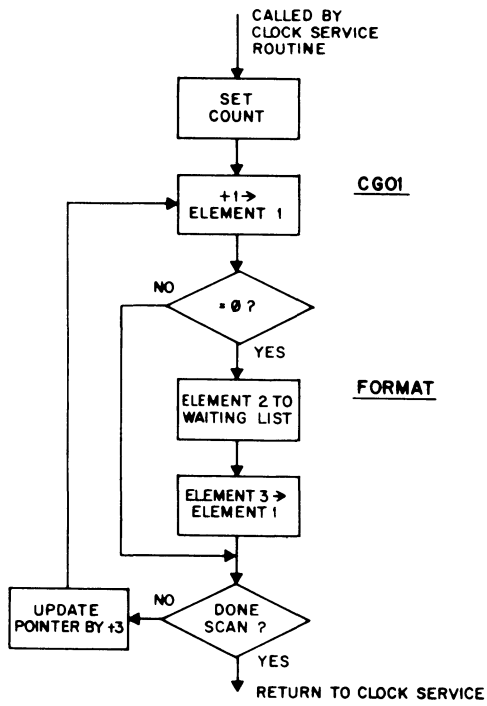 CALLED BY
CLOCK SERVICE
ROUTINE
SET
COUNT
CG01
+1→
ELEMENT 1
NO
= Ø ?
YES
FORMAT
ELEMENT 2 TO
WAITING LIST
ELEMENT 3 →
ELEMENT 1
NO
DONE
SCAN ?
UPDATE
POINTER BY +3
YES
RETURN TO CLOCK SERVICE